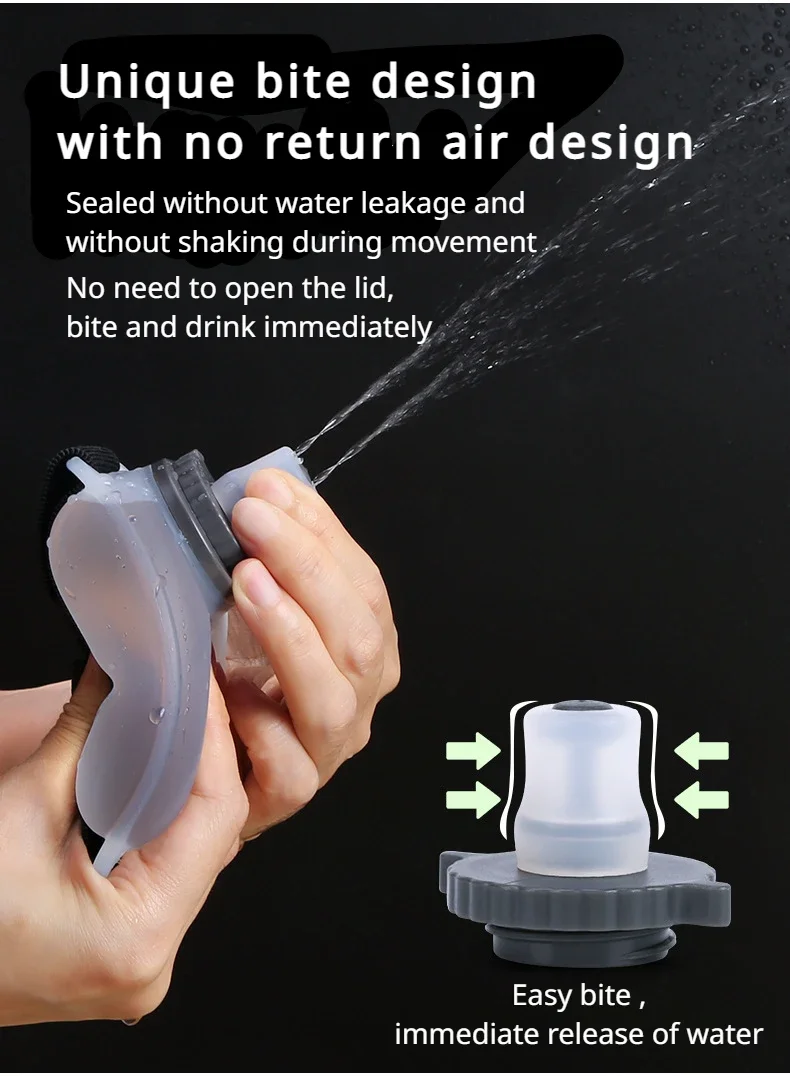 Unique bite design
with no return air design
Sealed without water leakage and
without shaking during movement
No need to open the lid,
bite and drink immediately
Easy bite ,
immediate release of water